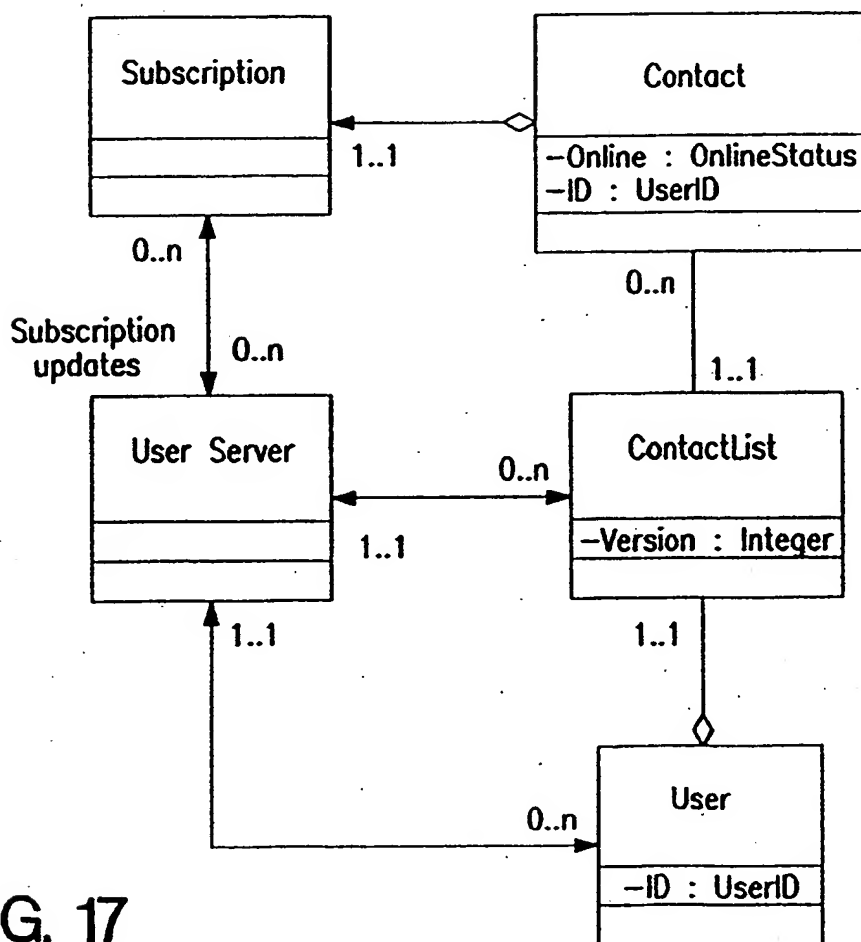 Subscription
Contact
1..1
-Online : OnlineStatus
-ID : UserID
0..n
0..n
Subscription
updates
0..n
1..1
User Server
ContactList
0..n
-Version : Integer
1..1
1..1
1..1
User
0..n
-ID : UserID
G. 17